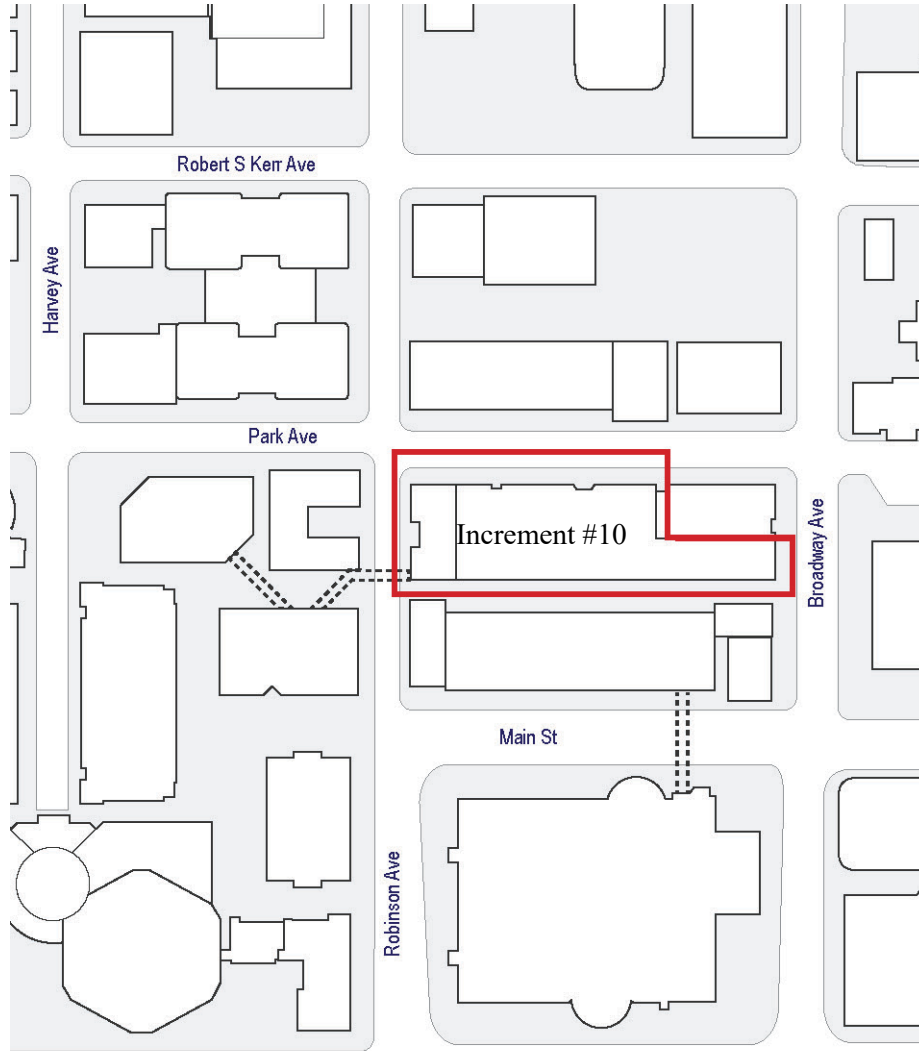 Robert S Kerr Ave
Harvey Ave
Park Ave
Increment #10
Broadway Ave
Main St
Robinson Ave